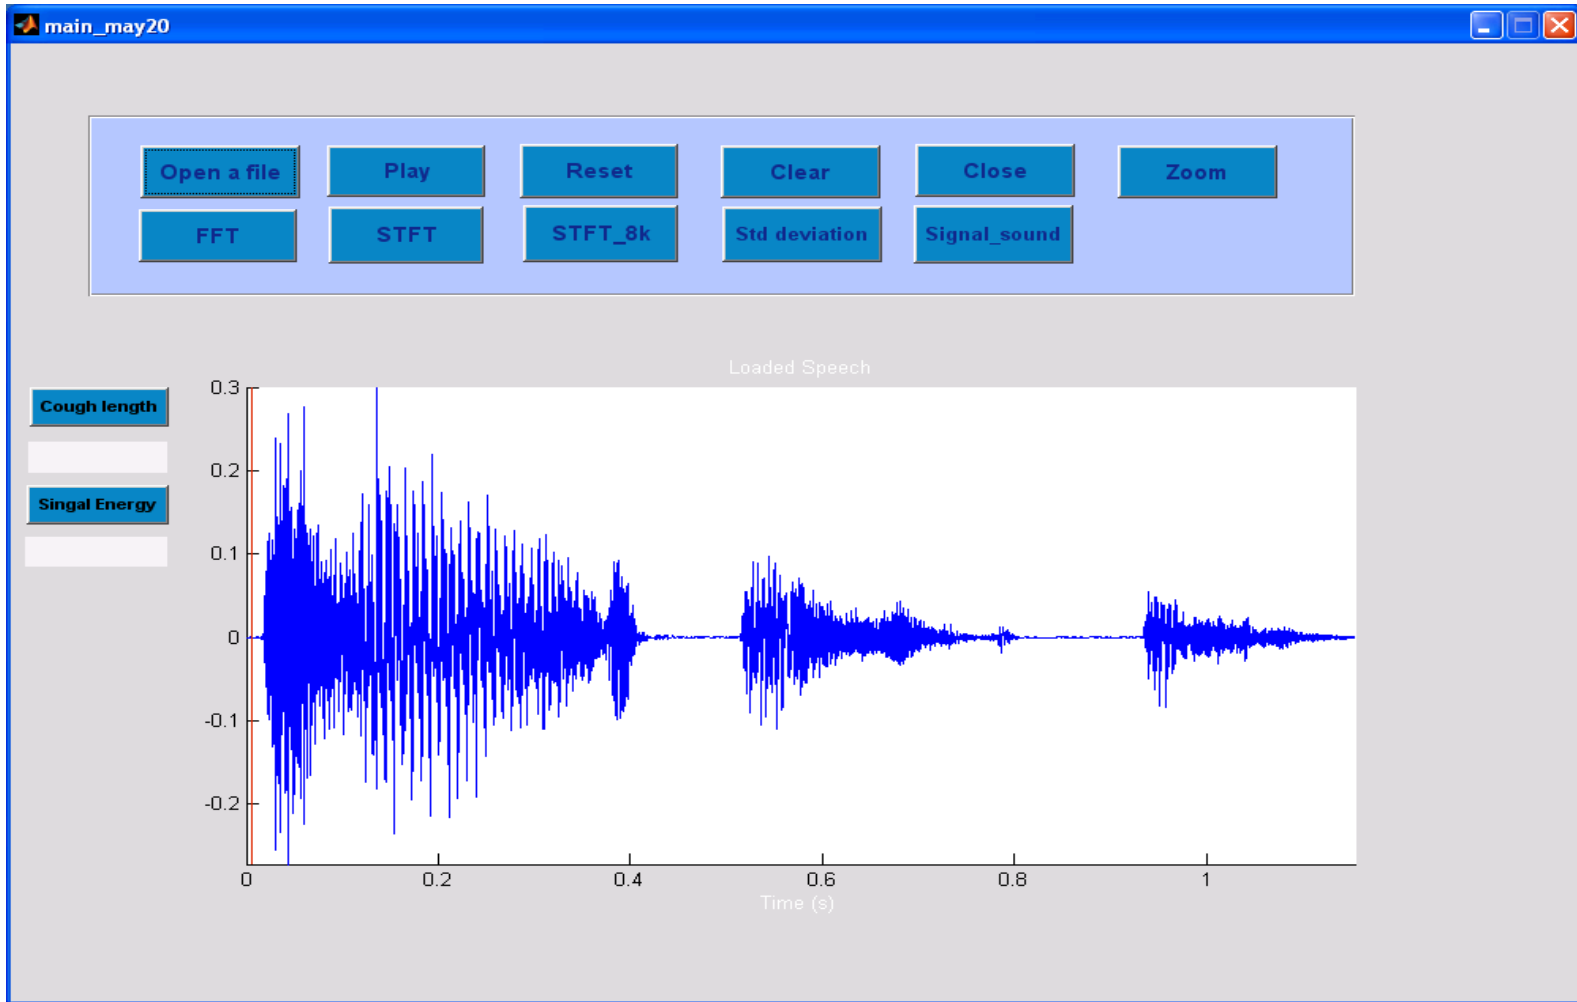 main_may20
Open a file Play Reset Clear Close Zoom
FFT STFT STFT_8k Std deviation Signal_sound
Loaded Speech
Cough length
Singal Energy
0.3
0.2
0.1
0
-0.1
-0.2
0 0.2 0.4 0.6 0.8 1
Time (s)